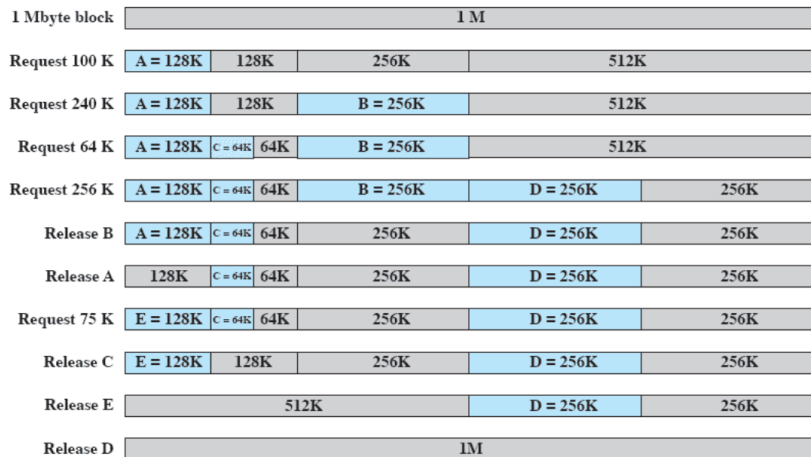 1 Mbyte block 1 M
Request 100 K A = 128K 128K 256K 512K
Request 240 K A = 128K 128K B = 256K 512K
Request 64 K A = 128K C = 64K 64K B = 256K 512K
Request 256 K A = 128K C = 64K 64K B = 256K D = 256K 256K
Release B A = 128K C = 64K 64K 256K D = 256K 256K
Release A 128K C = 64K 64K 256K D = 256K 256K
Request 75 K E = 128K C = 64K 64K 256K D = 256K 256K
Release C E = 128K 128K 256K D = 256K 256K
Release E 512K D = 256K 256K
Release D 1M